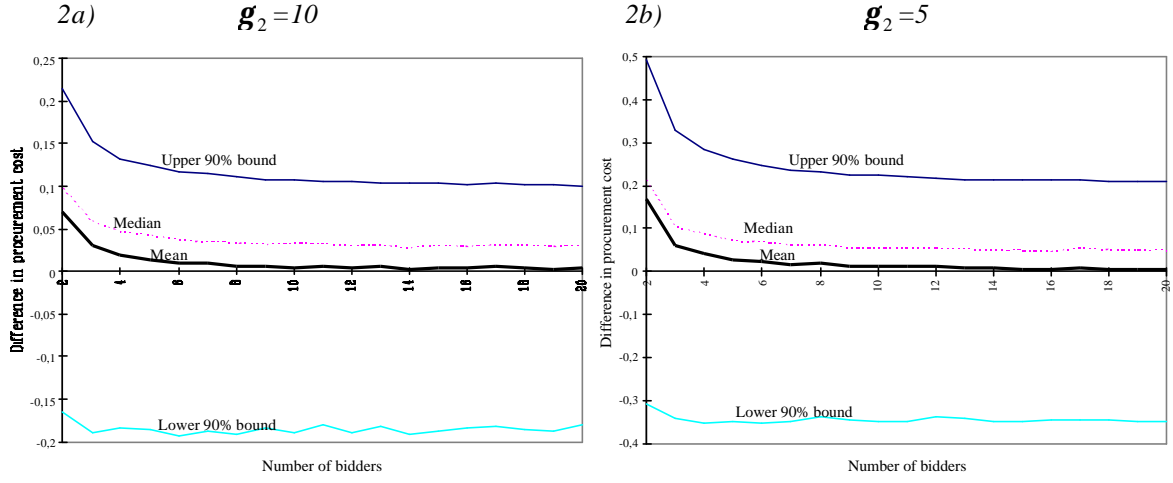 2a) g₂=10
0,25
0,2
0,15
0,1
0,05
0
-0,05
-0,1
-0,15
-0,2
Difference in procurement cost
Upper 90% bound
Median
Mean
Lower 90% bound
2 4 6 8 10 12 14 16 18 20
Number of bidders
2b) g₂=5
0,5
0,4
0,3
0,2
0,1
0
-0,1
-0,2
-0,3
-0,4
Difference in procurement cost
Upper 90% bound
Median
Mean
Lower 90% bound
2 4 6 8 10 12 14 16 18 20
Number of bidders